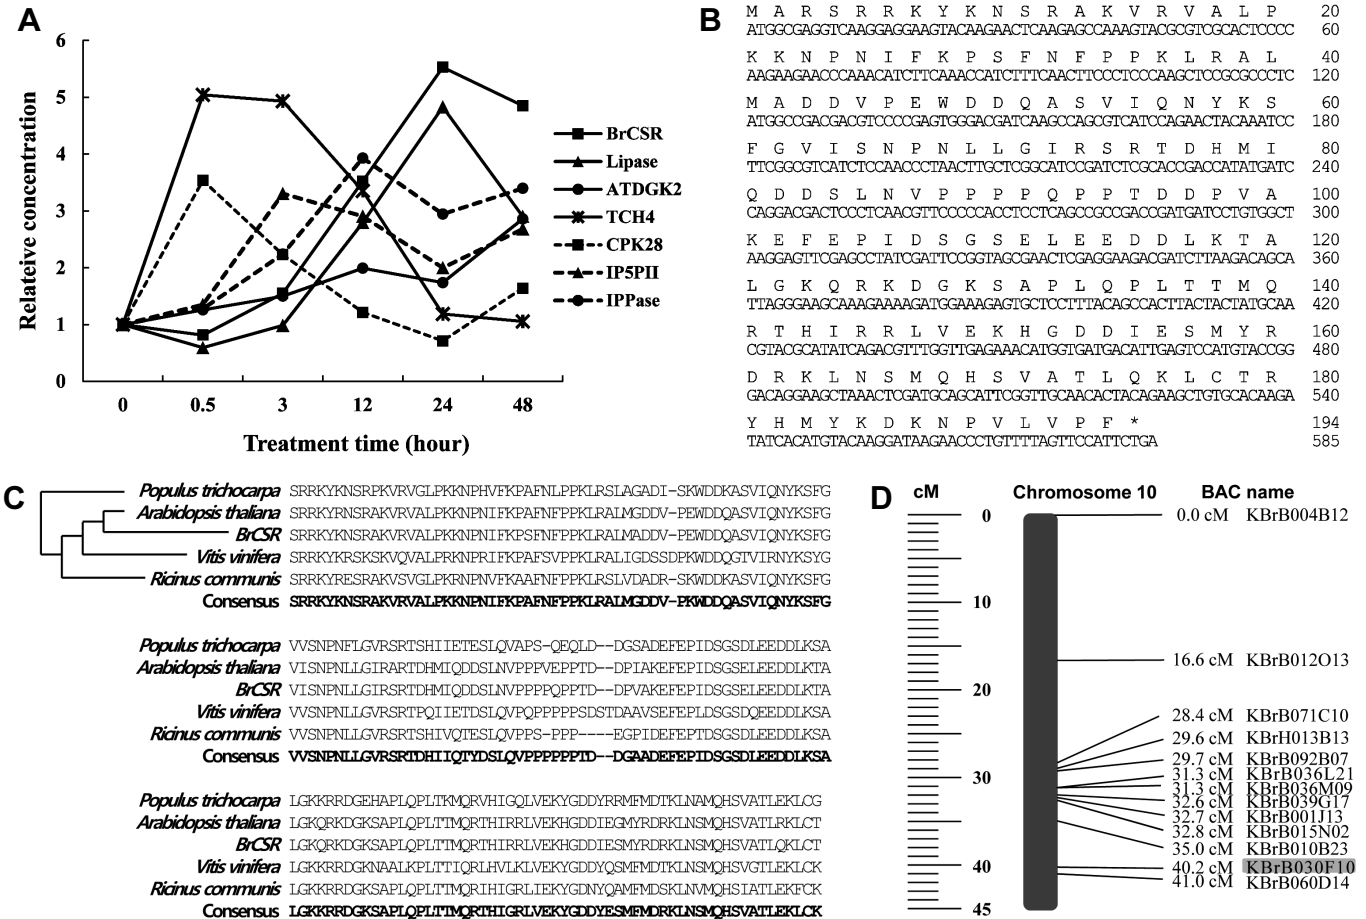 A
6
5
4
3
2
1
0
Relateive concentration
0 0.5 3 12 24 48
Treatment time (hour)
BrCSR
Lipase
ATDGK2
TCH4
CPK28
IP5PII
IPPase
B
M A R S R R K Y K N S R A K V R V A L P 20
ATGGCGAGGTCAAGGAGGAAGTACAAGAACTCAAGAGCCAAAGTACGCGTCGCACTCCCC 60
K K N P N I F K P S F N F P P K L R A L 40
AAGAAGAACCCAAACATCTTCAAACCATCTTTCAACTTCCCTCCCAAGCTCCGCGCCCTC 120
M A D D V P E W D D Q A S V I Q N Y K S 60
ATGGCCGACGACGTCCCCGAGTGGGACGATCAAGCCAGCGTCATCCAGAACTACAAATCC 180
F G V I S N P N L L G I R S R T D H M I 80
TTCGGCGTCATCTCCAACCCTAACTTGCTCGGCATCCGATCTCGCACCGACCATATGATC 240
Q D D S L N V P P P P Q P P T D D P V A 100
CAGGACGACTCCCTCAACGTTCCCCCACCTCCTCAGCCGCCGACCGATGATCCTGTGGCT 300
K E F E P I D S G S E L E E D D L K T A 120
AAGGAGTTCGAGCCTATCGATTCCGGTAGCGAACTCGAGGAAGACGATCTTAAGACAGCA 360
L G K Q R K D G K S A P L Q P L T T M Q 140
TTAGGGAAGCAAAGAAAAGATGGAAAGAGTGCTCCTTTACAGCCACTTACTACTATGCAA 420
R T H I R R L V E K H G D D I E S M Y R 160
CGTACGCATATCAGACGTTTGGTTGAGAAACATGGTGATGACATTGAGTCCATGTACCGG 480
D R K L N S M Q H S V A T L Q K L C T R 180
GACAGGAAGCTAAACTCGATGCAGCATTCGGTTGCAACACTACAGAAGCTGTGCACAAGA 540
Y H M Y K D K N P V L V P F * 194
TATCACATGTACAAGGATAAGAACCCTGTTTTAGTTCCATTCTGA 585
C
Populus trichocarpa SRRKYKNSRPKVRVGLPKKNPHVFKPAFNLPPKLRSLAGADI-SKWDDKASVIQNYKSFG
Arabidopsis thaliana SRRKYRNSRAKVRVALPKKNPNIFKPAFNFPPKLRALMADDV-PEWDDQASVIQNYKSFG
BrCSR SRRKYKNSRAKVRVALPKKNPNIFKPSFNFPPKLRALMADDV-PEWDDQASVIQNYKSFG
Vitis vinifera SRRKYRKSKSKVQVALPRKNPRIFKPAFSVPPKLRALIGDSSDPKWDDQGTVIRNYKSYG
Ricinus communis SRRKYRESRAKVSVGLPKRNPNVFKAAFNFPPKLRSLVDADR-SKWDDKASVIQNYKSFG
Consensus SRRKYKNSRAKVRVALPKKNPNIFKPAFNFPPKLRALMGDDV-PKWDDQASVIQNYKSFG
Populus trichocarpa VVSNPNFLGVRSRTSHIIETESLQVAPS-QEQLD--DGSADEFEPIDSGSDLEEDDLKSA
Arabidopsis thaliana VISNPNLLGIRARTDHMIQDDSLNVPPPVEPPTD--DPIAKEFEPIDSGSELEEDDLKTA
BrCSR VISNPNLLGIRSRTDHMIQDDSLNVPPPPQPPTD--DPVAKEFEPIDSGSELEEDDLKTA
Vitis vinifera VVSNPNLLGVRSRTPQIIETDSLQVPQPPPPPSDSTDAAVSEFEPLDSGSDQEEDDLKSA
Ricinus communis VVSNPNLLGVRSRTSHIVQTESLQVPPS-PPP----EGPIDEFEPTDSGSDLEEDDLKSA
Consensus VVSNPNLLGVRSRTDHIIQTYDSLQVPPPPPPTD--DGAADEFEPIDSGSDLEEDDLKSA
Populus trichocarpa LGKKRRDGEHAPLQPLTKMQRVHIGQLVEKYGDDYRRMFMDTKLNAMQHSVATLEKLCG
Arabidopsis thaliana LGKQRKDGKSAPLQPLTTMQRTHIRRLVEKHGDDIEGMYRDRKLNSMQHSVATLEKLCT
BrCSR LGKQRKDGKSAPLQPLTTMQRTHIRRLVEKHGDDIESMYRDRKLNSMQHSVATLQKLCT
Vitis vinifera LGKKRRDGKNAALKPLTTIQRLHVLKLVEKYGDDYQSMFMDTKLNSMQHSVGTLEKLCK
Ricinus communis LGKKRRDGKSAPLQPLTKMQRIHIGRLIEKYGDNYQAMFMDSKLNVMQHSIATLEKFCK
Consensus LGKKRRDGKSAPLQPLTTMQRTHIGRLVEKYGDDYESMFMDRKLNSMQHSVATLEKLCK
D cM Chromosome 10 BAC name
0
10
20
30
40
45
0.0 cM KBrB004B12
16.6 cM KBrB012O13
28.4 cM KBrB071C10
29.6 cM KBrH013B13
29.7 cM KBrB092B07
31.3 cM KBrB036L21
31.3 cM KBrB036M09
32.6 cM KBrB039G17
32.7 cM KBrB001J13
32.8 cM KBrB015N02
35.0 cM KBrB010B23
40.2 cM KBrB030F10
41.0 cM KBrB060D14